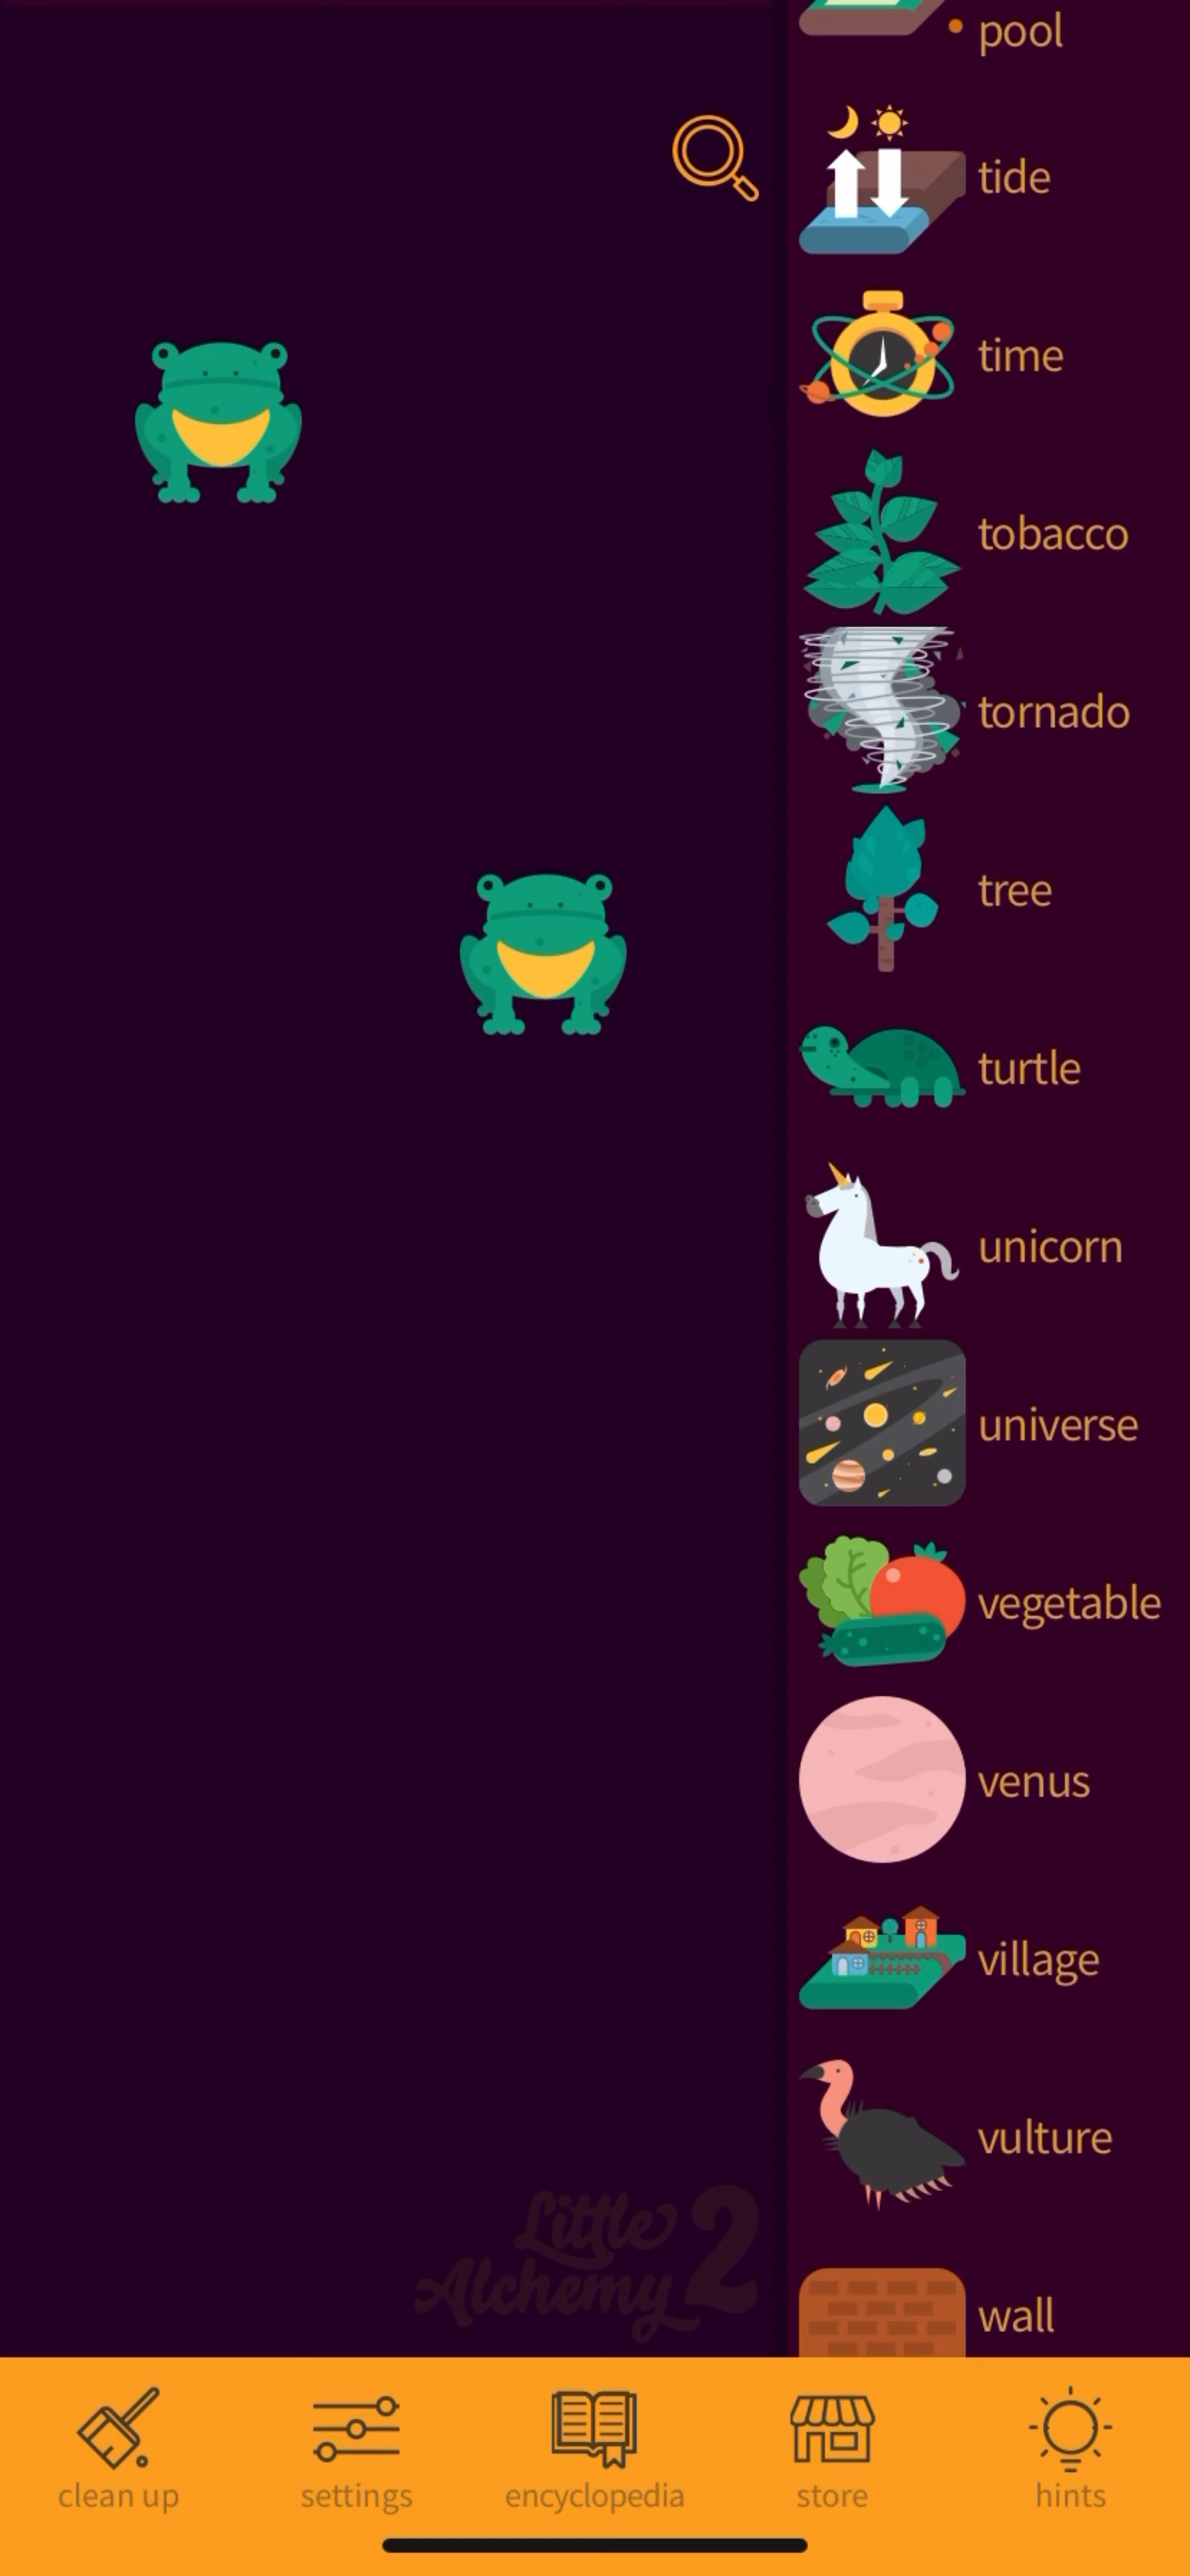 pool
tide
time
tobacco
tornado
tree
turtle
unicorn
universe
vegetable
venus
village
vulture
wall
Little
Alchemy 2
clean up
settings
encyclopedia
store
hints